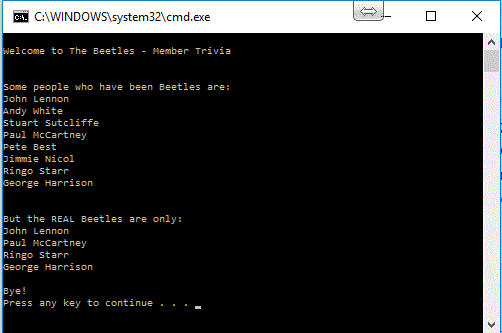 C:\WINDOWS\system32\cmd.exe
Welcome to The Beetles - Member Trivia
Some people who have been Beetles are:
John Lennon
Andy White
Stuart Sutcliffe
Paul McCartney
Pete Best
Jimmie Nicol
Ringo Starr
George Harrison
But the REAL Beetles are only:
John Lennon
Paul McCartney
Ringo Starr
George Harrison
Bye!
Press any key to continue . . .